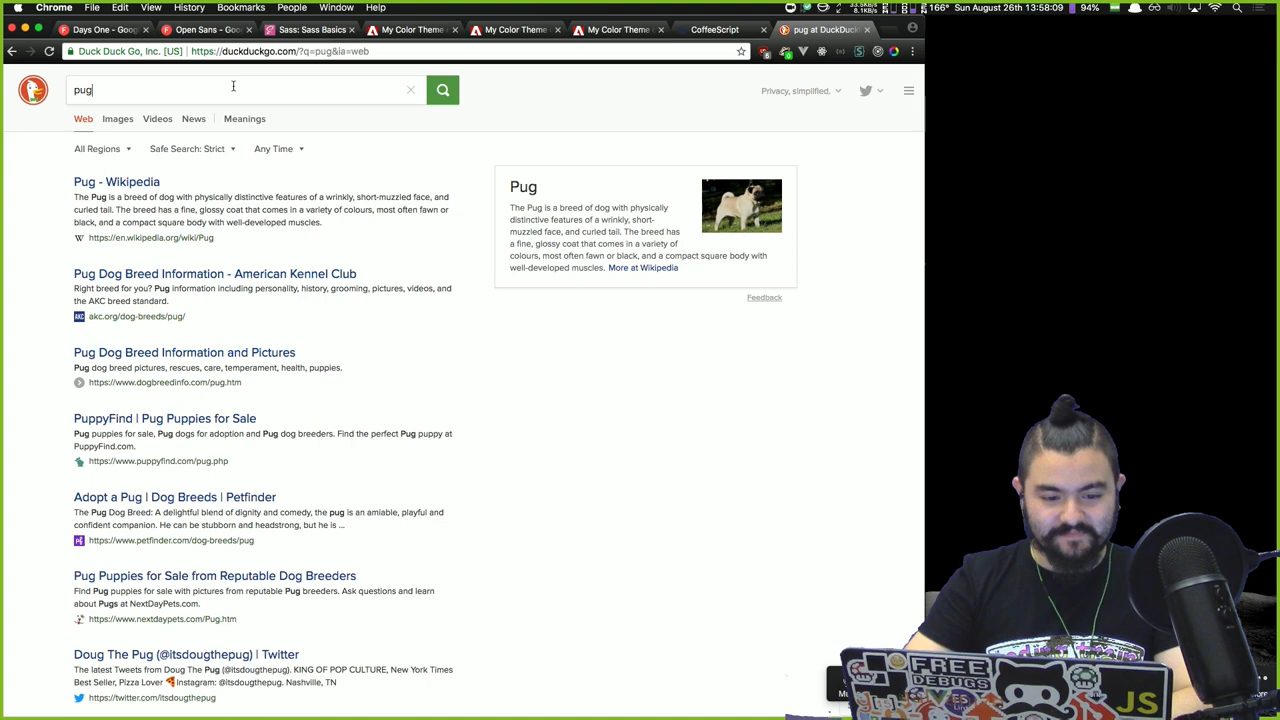 Chrome File Edit View History Bookmarks People Window Help
33.5KB/s
8.1KB/s
166° Sun August 26th 13:58:09 94%
Days One - Goog
Open Sans - Goo
Sass: Sass Basics
My Color Theme
My Color Theme
My Color Theme
CoffeeScript
pug at DuckDuck
Duck Duck Go, Inc. [US] | https://duckduckgo.com/?q=pug&ia=web
pug
Privacy, simplified.
Web Images Videos News Meanings
All Regions Safe Search: Strict Any Time
Pug - Wikipedia
The Pug is a breed of dog with physically distinctive features of a wrinkly, short-muzzled face, and
curled tail. The breed has a fine, glossy coat that comes in a variety of colours, most often fawn or
black, and a compact square body with well-developed muscles.
W https://en.wikipedia.org/wiki/Pug
Pug Dog Breed Information - American Kennel Club
Right breed for you? Pug information including personality, history, grooming, pictures, videos, and
the AKC breed standard.
AKC akc.org/dog-breeds/pug/
Pug Dog Breed Information and Pictures
Pug dog breed pictures, rescues, care, temperament, health, puppies.
https://www.dogbreedinfo.com/pug.htm
PuppyFind | Pug Puppies for Sale
Pug puppies for sale, Pug dogs for adoption and Pug dog breeders. Find the perfect Pug puppy at
PuppyFind.com.
https://www.puppyfind.com/pug.php
Adopt a Pug | Dog Breeds | Petfinder
The Pug Dog Breed: A delightful blend of dignity and comedy, the pug is an amiable, playful and
confident companion. He can be stubborn and headstrong, but he is ...
https://www.petfinder.com/dog-breeds/pug
Pug Puppies for Sale from Reputable Dog Breeders
Find Pug puppies for sale with pictures from reputable Pug breeders. Ask questions and learn
about Pugs at NextDayPets.com.
https://www.nextdaypets.com/Pug.htm
Doug The Pug (@itsdougthepug) | Twitter
The latest Tweets from Doug The Pug (@itsdougthepug). KING OF POP CULTURE, New York Times
Best Seller, Pizza Lover Instagram: @itsdougthepug. Nashville, TN
https://twitter.com/itsdougthepug
Pug
The Pug is a breed of dog with physically
distinctive features of a wrinkly, short-
muzzled face, and curled tail. The breed has
a fine, glossy coat that comes in a variety of
colours, most often fawn or black, and a compact square body with
well-developed muscles. More at Wikipedia
Feedback
FREE
DEBUGS
JS